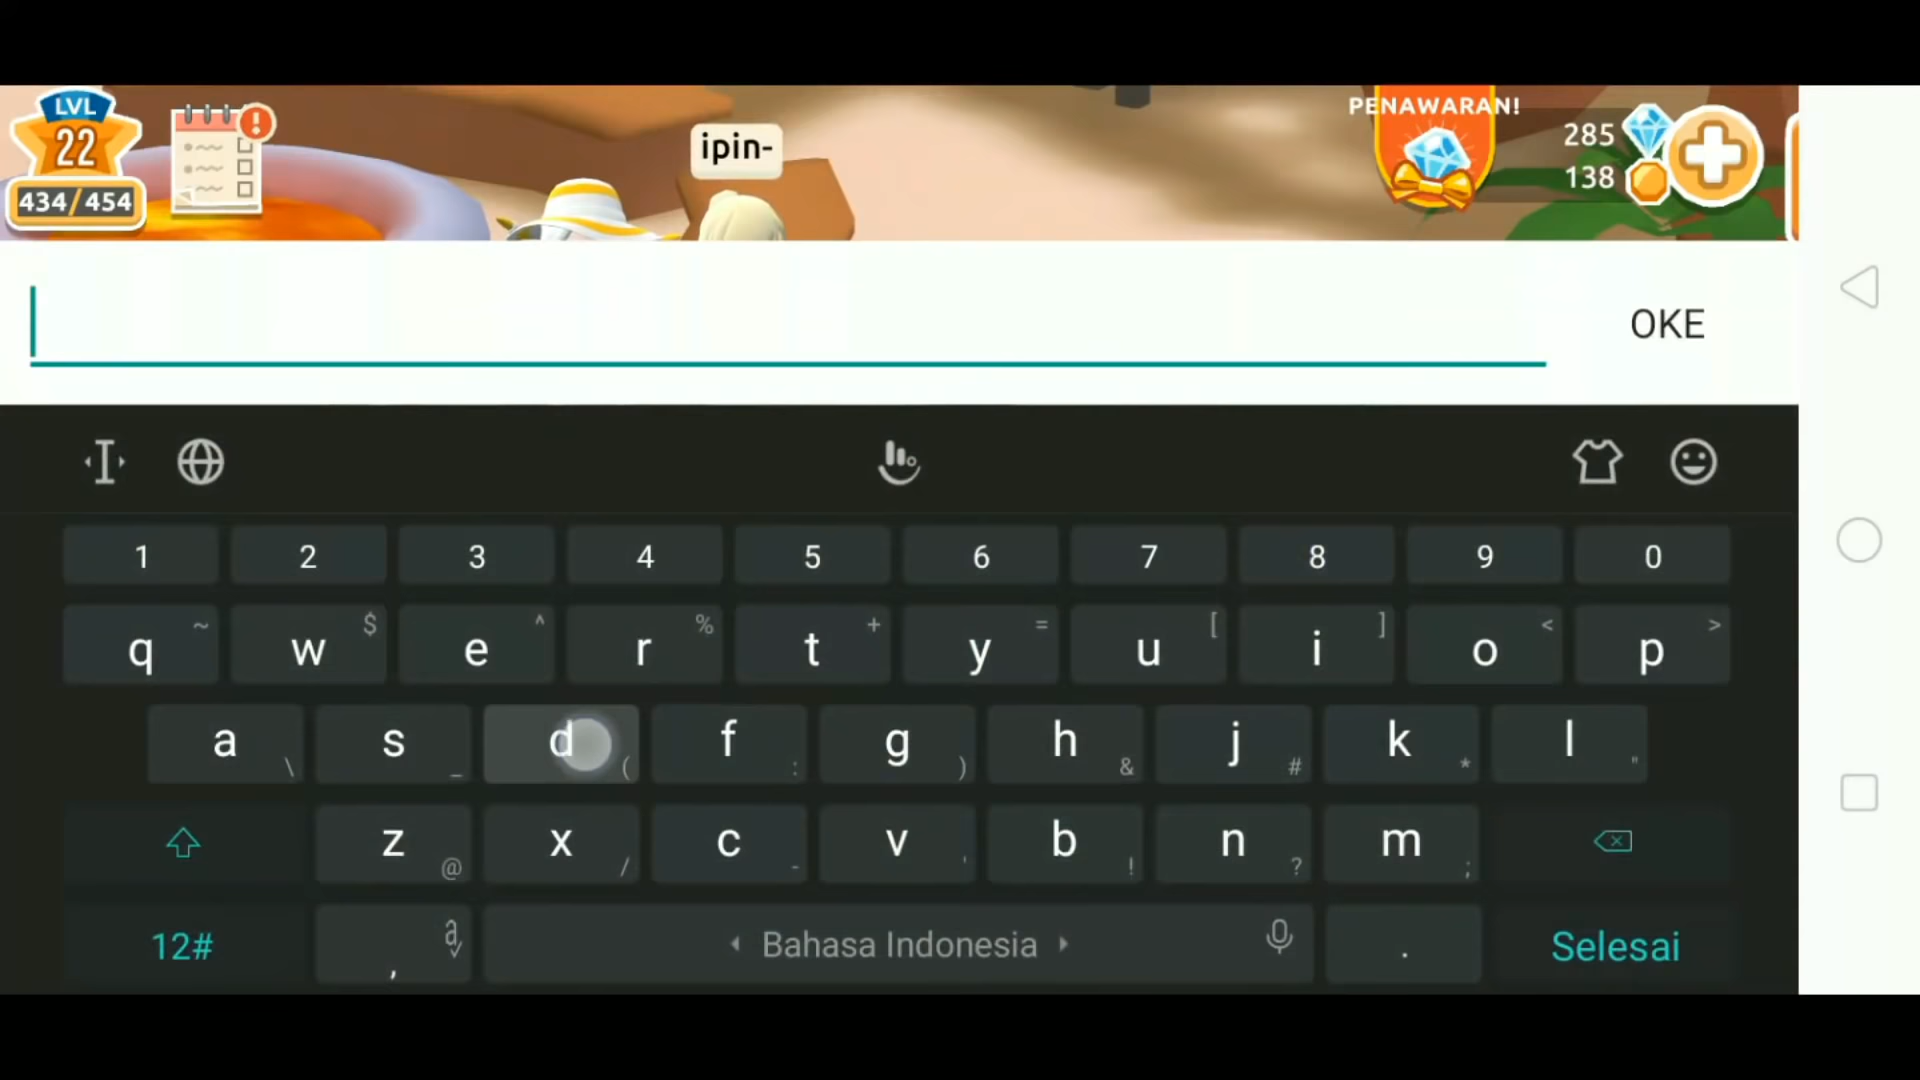 LVL
22
434/454
!
ipin-
PENAWARAN!
285
138
OKE
1 2 3 4 5 6 7 8 9 0
q ~ w $ e ^ r % t + y = u [ i ] o < p >
a \ s _ d ( f : g ) h & j # k * l "
z @ x / c - v ' b ! n ? m ;
12# , a Bahasa Indonesia . Selesai